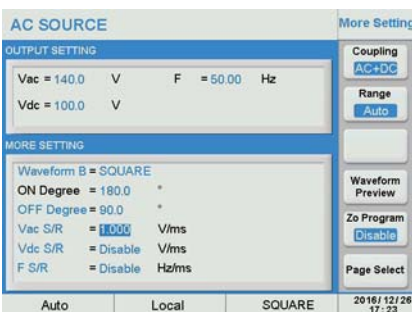 AC SOURCE
More Setting
OUTPUT SETTING
Vac = 140.0 V F = 50.00 Hz
Vdc = 100.0 V
MORE SETTING
Waveform B = SQUARE
ON Degree = 180.0 °
OFF Degree = 90.0 °
Vac S/R = 1.000 V/ms
Vdc S/R = Disable V/ms
F S/R = Disable Hz/ms
Coupling
AC+DC
Range
Auto
Waveform
Preview
Zo Program
Disable
Page Select
Auto Local SQUARE 2016/12/26
17:23